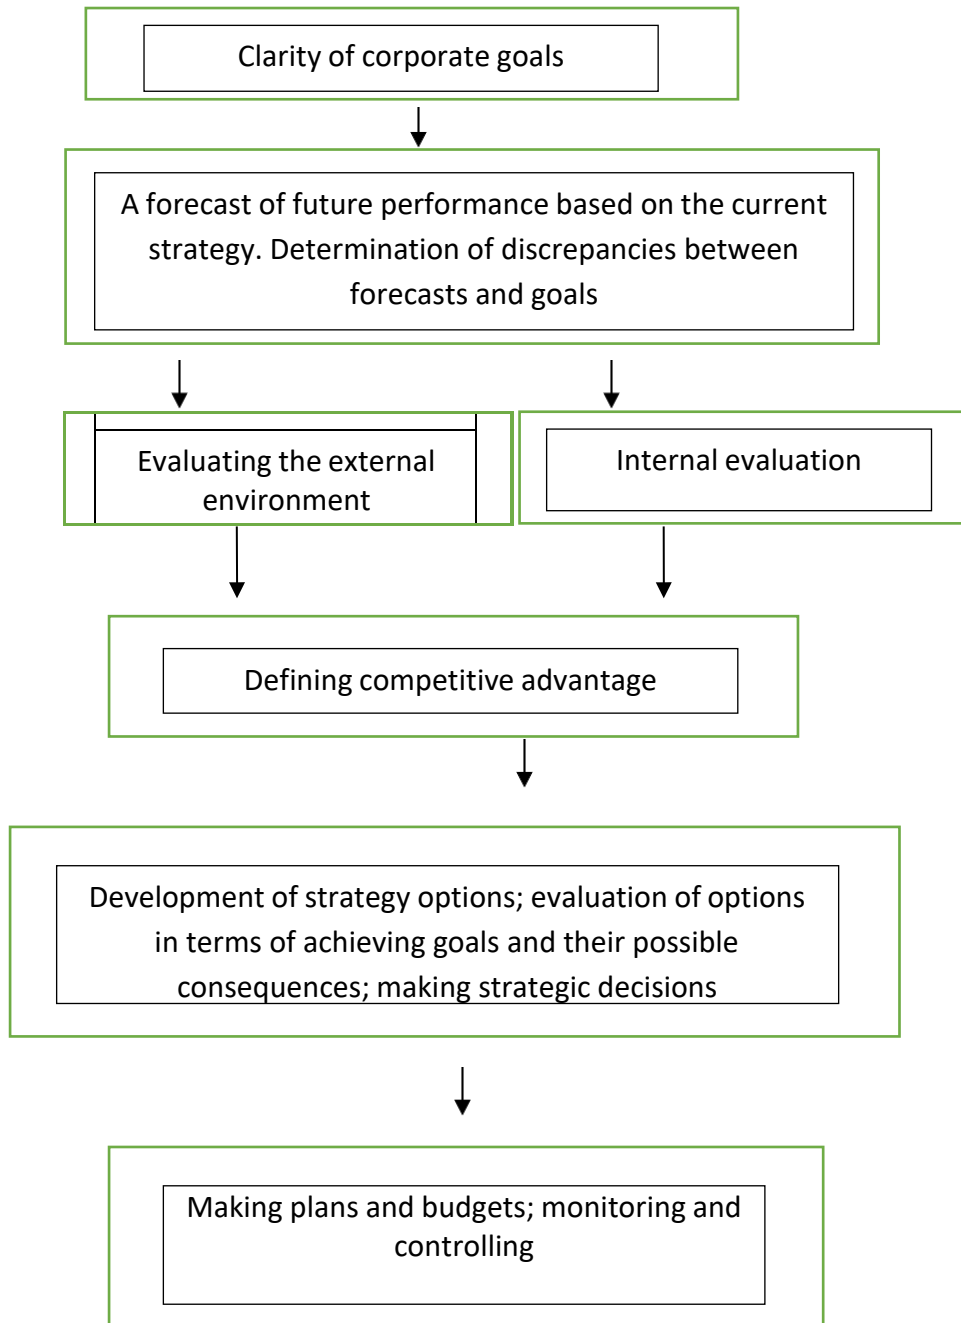 Clarity of corporate goals
A forecast of future performance based on the current
strategy. Determination of discrepancies between
forecasts and goals
Evaluating the external
environment
Internal evaluation
Defining competitive advantage
Development of strategy options; evaluation of options
in terms of achieving goals and their possible
consequences; making strategic decisions
Making plans and budgets; monitoring and
controlling